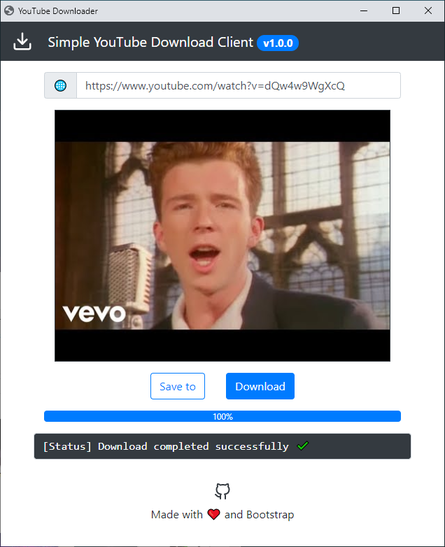 YouTube Downloader
Simple YouTube Download Client v1.0.0
https://www.youtube.com/watch?v=dQw4w9WgXcQ
vevo
Save to Download
100%
[Status] Download completed successfully ✔
Made with ❤ and Bootstrap